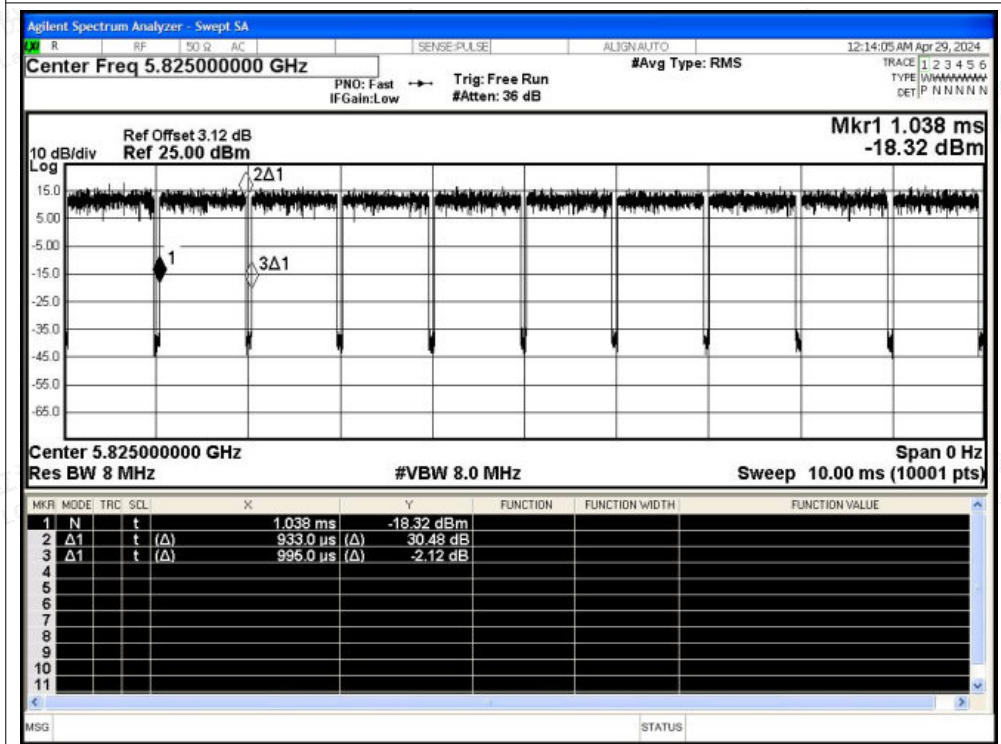 Agilent Spectrum Analyzer - Swept SA
LXI R RF 50 Ω AC SENSE:PULSE ALIGN AUTO 12:14:05 AM Apr 29, 2024
Center Freq 5.825000000 GHz #Avg Type: RMS TRACE 1 2 3 4 5 6
PNO: Fast Trig: Free Run TYPE
IFGain:Low #Atten: 36 dB DET P N N N N N
Mkr1 1.038 ms
Ref Offset 3.12 dB
10 dB/div Ref 25.00 dBm -18.32 dBm
Log
2Δ1
15.0
5.00
-5.00
1
3Δ1
-15.0
-25.0
-35.0
-45.0
-55.0
-65.0
Center 5.825000000 GHz Span 0 Hz
Res BW 8 MHz #VBW 8.0 MHz Sweep 10.00 ms (10001 pts)
MKR MODE TRC SCL X Y FUNCTION FUNCTION WIDTH FUNCTION VALUE
1 N t 1.038 ms -18.32 dBm
2 Δ1 t (Δ) 933.0 µs (Δ) 30.48 dB
3 Δ1 t (Δ) 995.0 µs (Δ) -2.12 dB
4
5
6
7
8
9
10
11
MSG STATUS